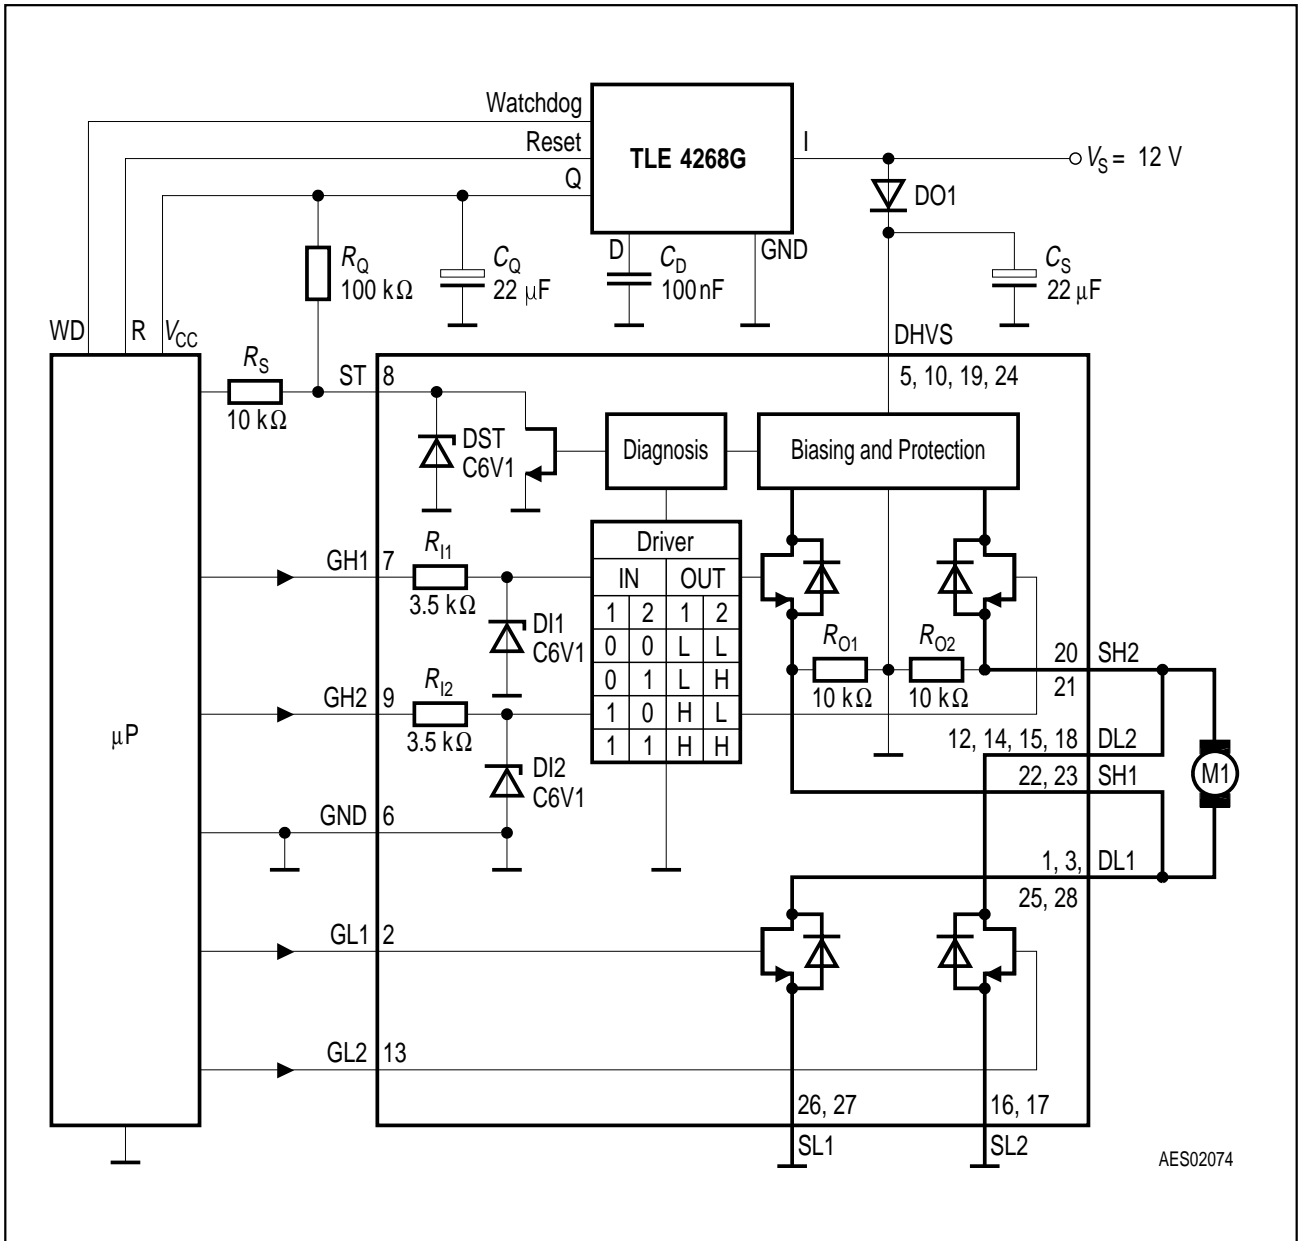 Watchdog
Reset
Q
TLE 4268G
I
V_S = 12 V
DO1
D
GND
R_Q
100 kΩ
C_Q
22 µF
C_D
100 nF
C_S
22 µF
WD
R
V_CC
DHVS
R_S
10 kΩ
ST
8
5, 10, 19, 24
DST
C6V1
Diagnosis
Biasing and Protection
Driver
IN OUT
1 2 1 2
0 0 L L
0 1 L H
1 0 H L
1 1 H H
GH1
7
R_I1
3.5 kΩ
DI1
C6V1
R_O1
10 kΩ
R_O2
10 kΩ
20
SH2
21
GH2
9
R_I2
3.5 kΩ
µP
12, 14, 15, 18
DL2
22, 23
SH1
M1
DI2
C6V1
GND
6
1, 3,
DL1
25, 28
GL1
2
GL2
13
26, 27
16, 17
SL1
SL2
AES02074